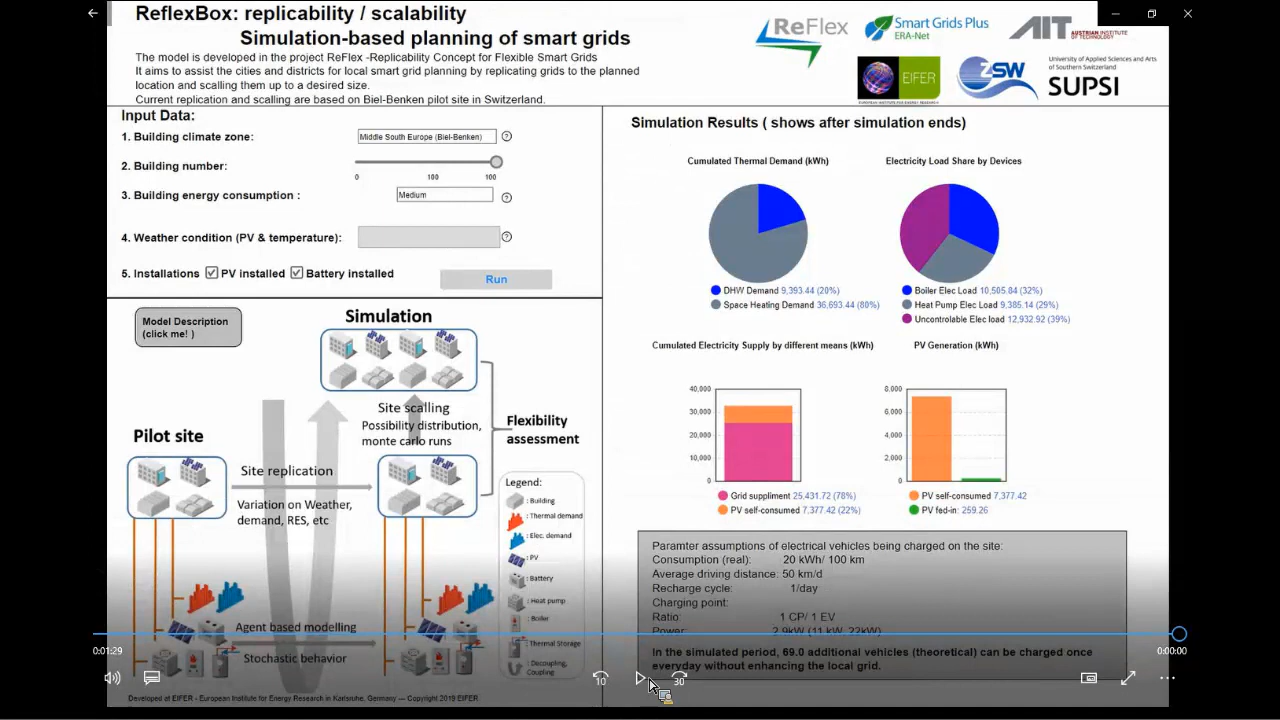 ReflexBox: replicability / scalability
Simulation-based planning of smart grids
The model is developed in the project ReFlex -Replicability Concept for Flexible Smart Grids
It aims to assist the cities and districts for local smart grid planning by replicating grids to the planned
location and scaling them up to a desired size.
Current replication and scalling are based on Biel-Benken pilot site in Switzerland.
ReFlex
Smart Grids Plus
ERA-Net
AIT AUSTRIAN INSTITUTE
OF TECHNOLOGY
EIFER
EUROPEAN INSTITUTE FOR ENERGY RESEARCH
ZSW
University of Applied Sciences and Arts
of Southern Switzerland
SUPSI
Input Data:
1. Building climate zone:
Middle South Europe (Biel-Benken)
?
2. Building number:
0 100 100
3. Building energy consumption :
Medium
?
4. Weather condition (PV & temperature):
?
5. Installations
PV installed
Battery installed
Run
Model Description
(click me! )
Simulation
Site scalling
Possibility distribution,
monte carlo runs
Flexibility
assessment
Pilot site
Site replication
Variation on Weather,
demand, RES, etc
Agent based modelling
Stochastic behavior
Legend:
: Building
: Thermal demand
: Elec. demand
: PV
: Battery
: Heat pump
: Boiler
: Thermal Storage
: Decoupling,
Coupling
Developed at EIFER - European Institute for Energy Research in Karlsruhe, Germany --- Copyright 2019 EIFER
Simulation Results ( shows after simulation ends)
Cumulated Thermal Demand (kWh)
DHW Demand 9,393.44 (20%)
Space Heating Demand 36,693.44 (80%)
Electricity Load Share by Devices
Boiler Elec Load 10,505.84 (32%)
Heat Pump Elec Load 9,385.14 (29%)
Uncontrolable Elec load 12,932.92 (39%)
Cumulated Electricity Supply by different means (kWh)
40,000
30,000
20,000
10,000
0
Grid suppliment 25,431.72 (78%)
PV self-consumed 7,377.42 (22%)
PV Generation (kWh)
8,000
6,000
4,000
2,000
0
PV self-consumed 7,377.42
PV fed-in: 259.26
Paramter assumptions of electrical vehicles being charged on the site:
Consumption (real): 20 kWh/ 100 km
Average driving distance: 50 km/d
Recharge cycle: 1/day
Charging point:
Ratio: 1 CP/ 1 EV
Power: 2.9kW (11 kW, 22kW)
In the simulated period, 69.0 additional vehicles (theoretical) can be charged once
everyday without enhancing the local grid.
0:01:29
0:00:00
10
30